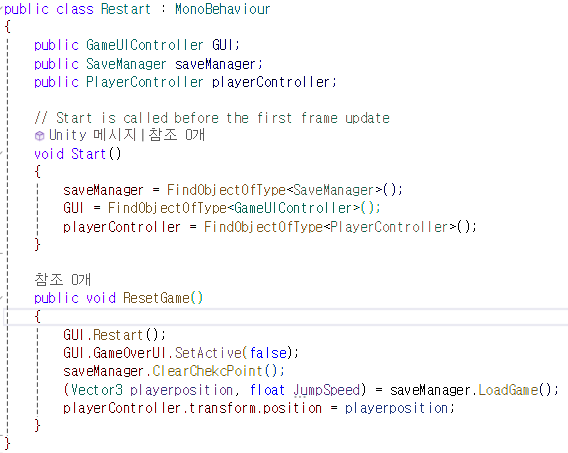 public class Restart : MonoBehaviour
{
public GameUIController GUI;
public SaveManager saveManager;
public PlayerController playerController;
// Start is called before the first frame update
Unity 메시지|참조 0개
void Start()
{
saveManager = FindObjectOfType<SaveManager>();
GUI = FindObjectOfType<GameUIController>();
playerController = FindObjectOfType<PlayerController>();
}
참조 0개
public void ResetGame()
{
GUI.Restart();
GUI.GameOverUI.SetActive(false);
saveManager.ClearChekcPoint();
(Vector3 playerposition, float JumpSpeed) = saveManager.LoadGame();
playerController.transform.position = playerposition;
}
}